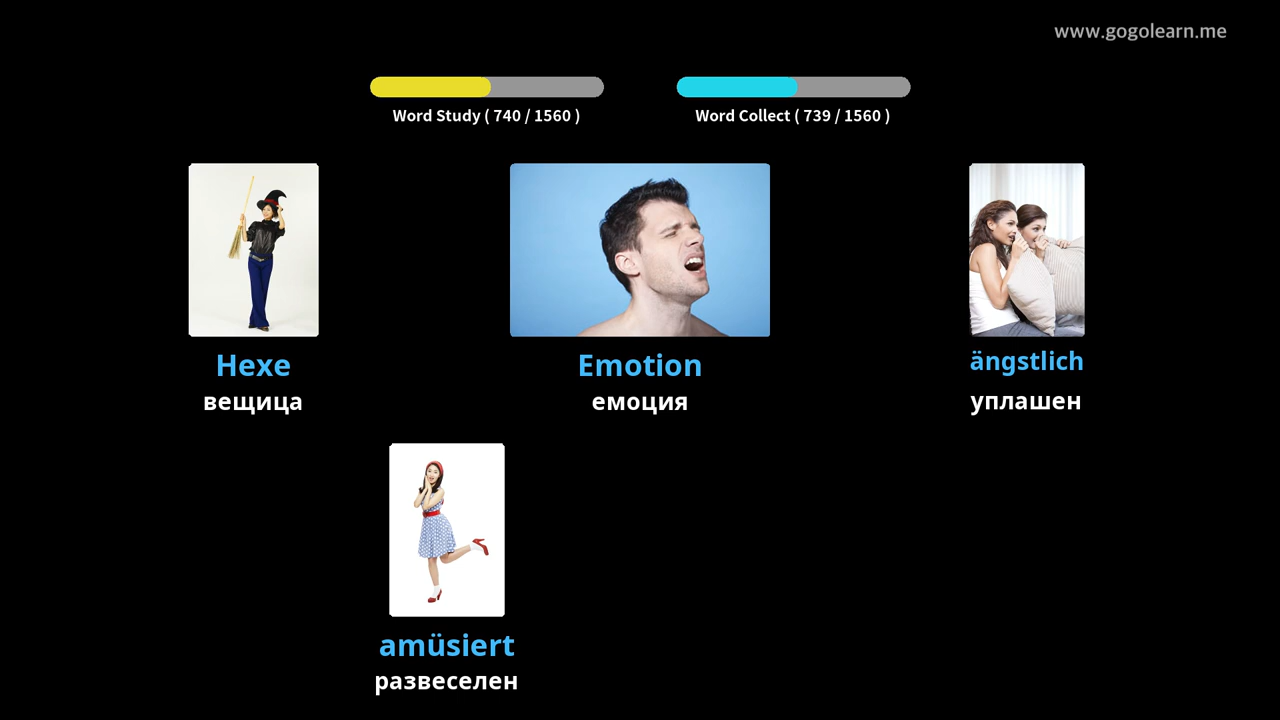 www.gogolearn.me
Word Study ( 740 / 1560 )
Word Collect ( 739 / 1560 )
Hexe
вещица
Emotion
емоция
ängstlich
уплашен
amüsiert
развеселен